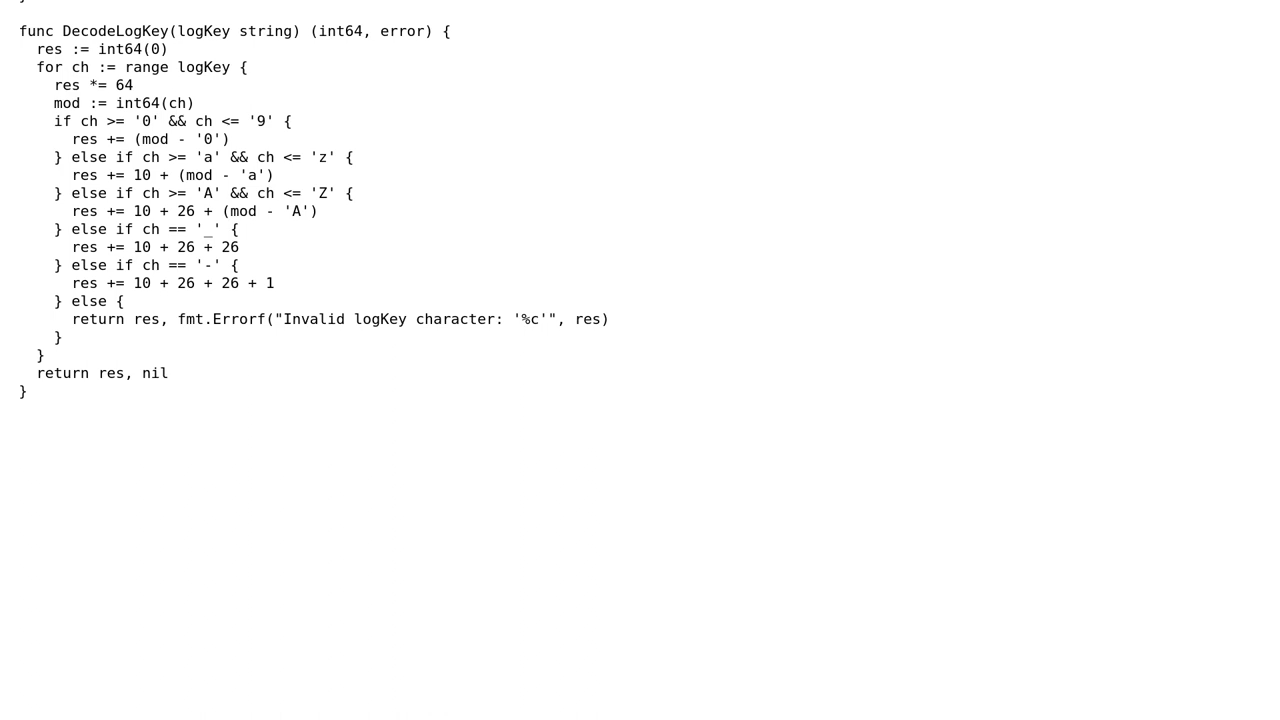 }
func DecodeLogKey(logKey string) (int64, error) {
  res := int64(0)
  for ch := range logKey {
    res *= 64
    mod := int64(ch)
    if ch >= '0' && ch <= '9' {
      res += (mod - '0')
    } else if ch >= 'a' && ch <= 'z' {
      res += 10 + (mod - 'a')
    } else if ch >= 'A' && ch <= 'Z' {
      res += 10 + 26 + (mod - 'A')
    } else if ch == '_' {
      res += 10 + 26 + 26
    } else if ch == '-' {
      res += 10 + 26 + 26 + 1
    } else {
      return res, fmt.Errorf("Invalid logKey character: '%c'", res)
    }
  }
  return res, nil
}